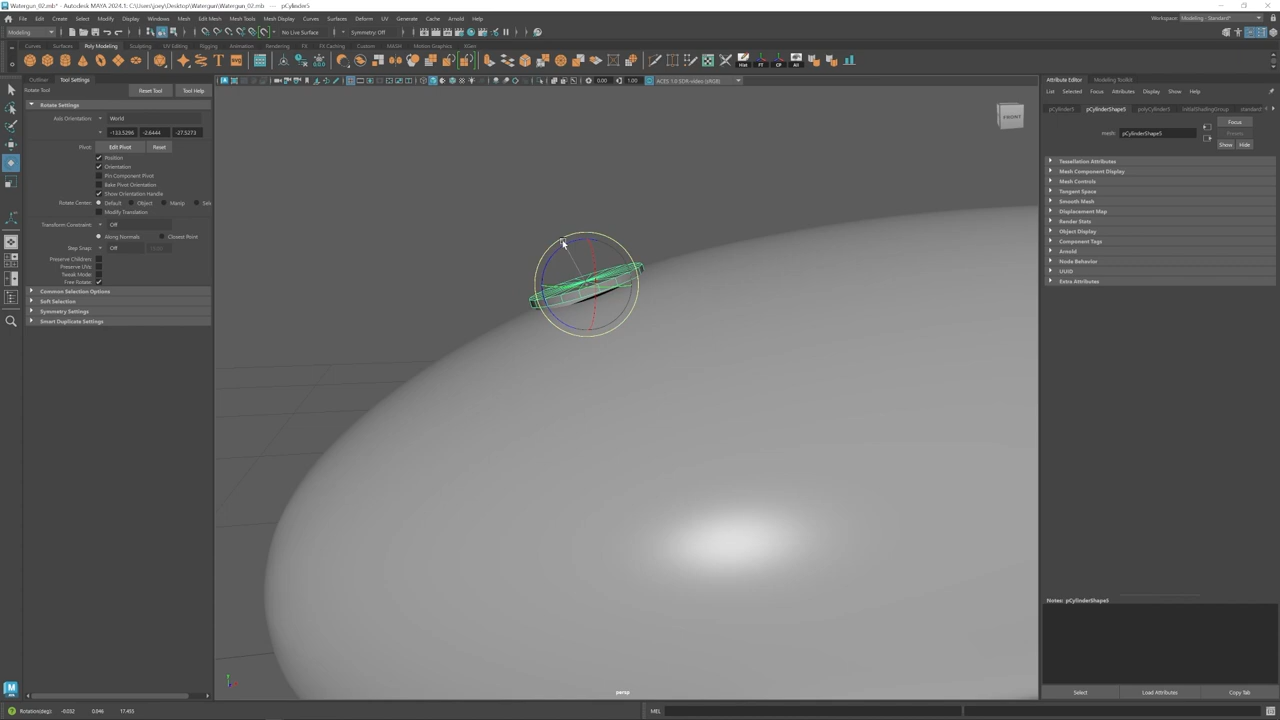 Watergun_02.mb* - Autodesk MAYA 2024.1: C:\Users\joey\Desktop\Watergun\Watergun_02.mb --- pCylinder5
File Edit Create Select Modify Display Windows Mesh Edit Mesh Mesh Tools Mesh Display Curves Surfaces Deform UV Generate Cache Arnold Help
Workspace: Modeling - Standard*
Modeling
No Live Surface
Symmetry: Off
Curves Surfaces Poly Modeling Sculpting UV Editing Rigging Animation Rendering FX FX Caching Custom MASH Motion Graphics XGen
Hist FT CP All
Outliner Tool Settings
0.00 1.00 ACES 1.0 SDR-video (sRGB)
Attribute Editor Modeling Toolkit
Rotate Tool Reset Tool Tool Help
List Selected Focus Attributes Display Show Help
Rotate Settings
pCylinder5 pCylinderShape5 polyCylinder5 initialShadingGroup standard
Axis Orientation: World
-133.5296 -2.6444 -27.5273
Focus
mesh: pCylinderShape5
Presets
Show Hide
FRONT
Pivot: Edit Pivot Reset
Position
Orientation
Pin Component Pivot
Bake Pivot Orientation
Show Orientation Handle
Rotate Center: Default Object Manip Sel
Modify Translation
Transform Constraint: Off
Along Normals Closest Point
Step Snap: Off
Preserve Children:
Preserve UVs:
Tweak Mode:
Free Rotate:
Common Selection Options
Soft Selection
Symmetry Settings
Smart Duplicate Settings
Tessellation Attributes
Mesh Component Display
Mesh Controls
Tangent Space
Smooth Mesh
Displacement Map
Render Stats
Object Display
Component Tags
Arnold
Node Behavior
UUID
Extra Attributes
Notes: pCylinderShape5
persp
Select Load Attributes Copy Tab
Rotation(deg): -0.032 0.046 17.455
MEL